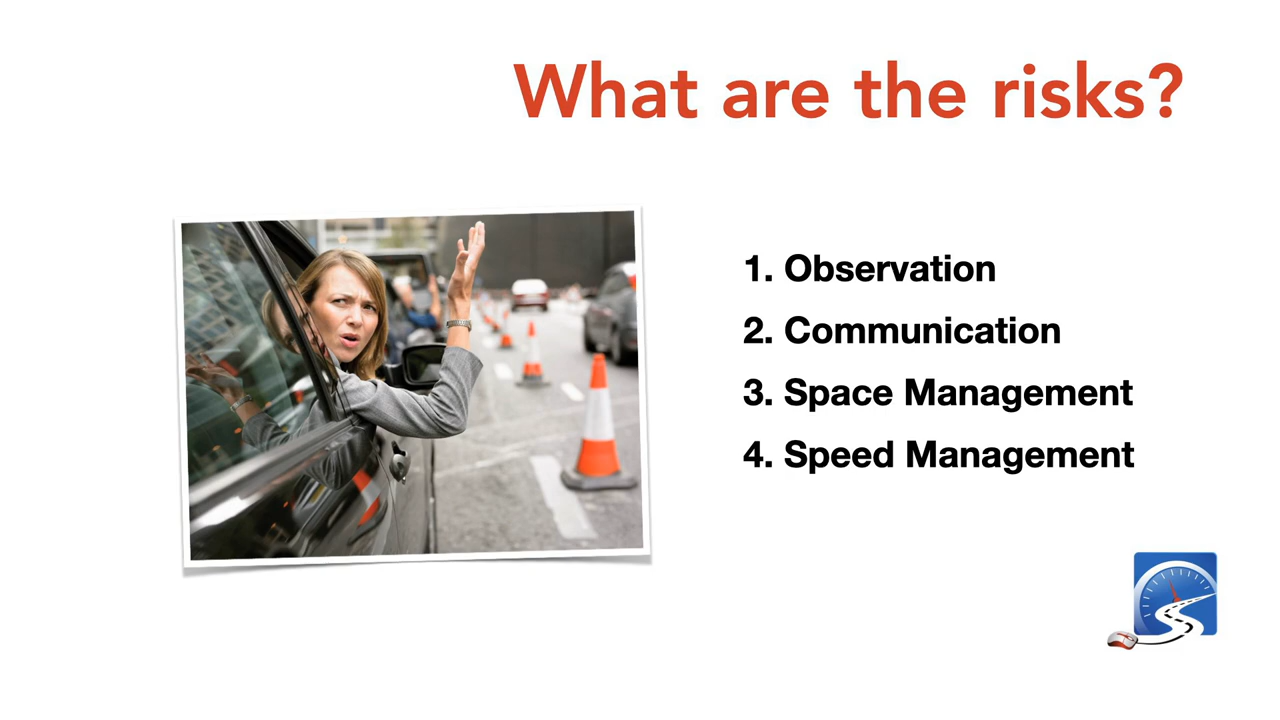 What are the risks?
1. Observation
2. Communication
3. Space Management
4. Speed Management